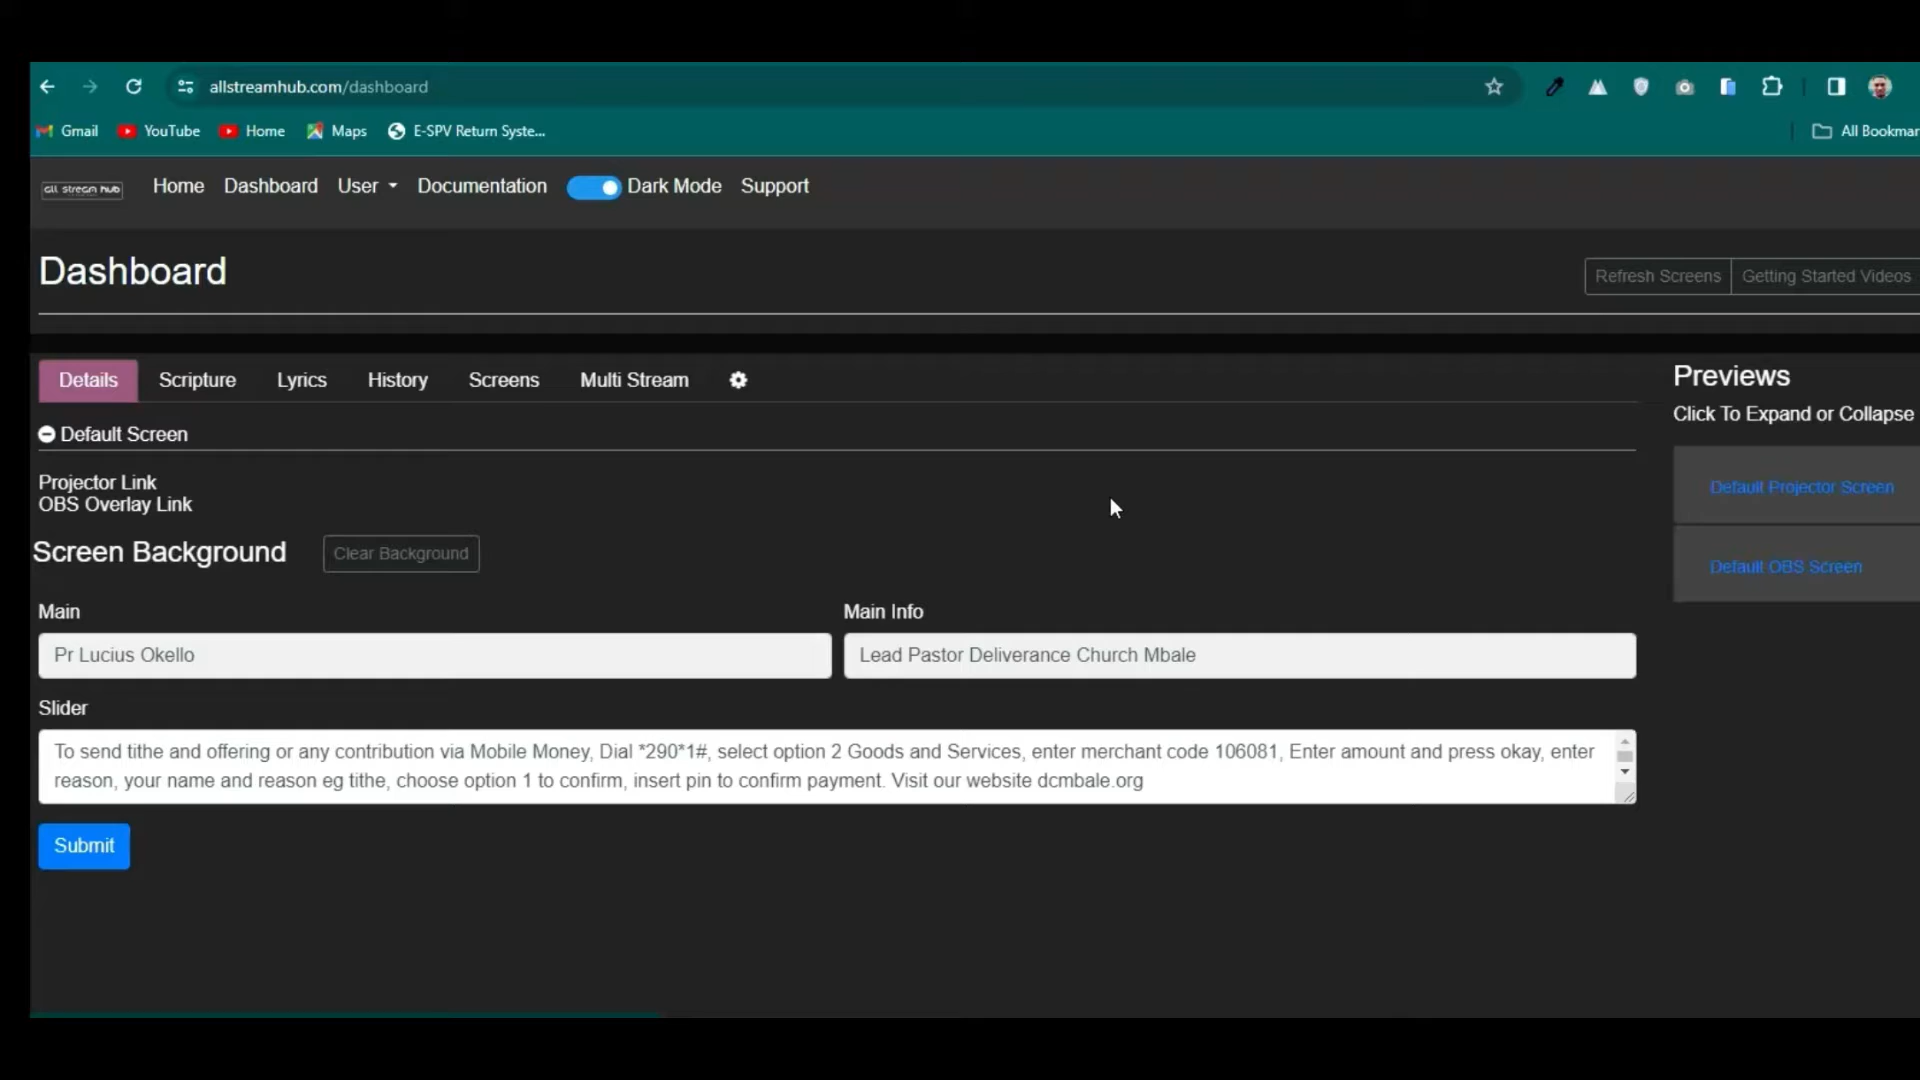 allstreamhub.com/dashboard
Gmail YouTube Home Maps E-SPV Return Syste... All Bookmar
all stream hub Home Dashboard User Documentation Dark Mode Support
Dashboard
Refresh Screens Getting Started Videos
Details Scripture Lyrics History Screens Multi Stream
Default Screen
Projector Link
OBS Overlay Link
Screen Background Clear Background
Main Main Info
Pr Lucius Okello Lead Pastor Deliverance Church Mbale
Slider
To send tithe and offering or any contribution via Mobile Money, Dial *290*1#, select option 2 Goods and Services, enter merchant code 106081, Enter amount and press okay, enter
reason, your name and reason eg tithe, choose option 1 to confirm, insert pin to confirm payment. Visit our website dcmbale.org
Submit
Previews
Click To Expand or Collapse
Default Projector Screen
Default OBS Screen